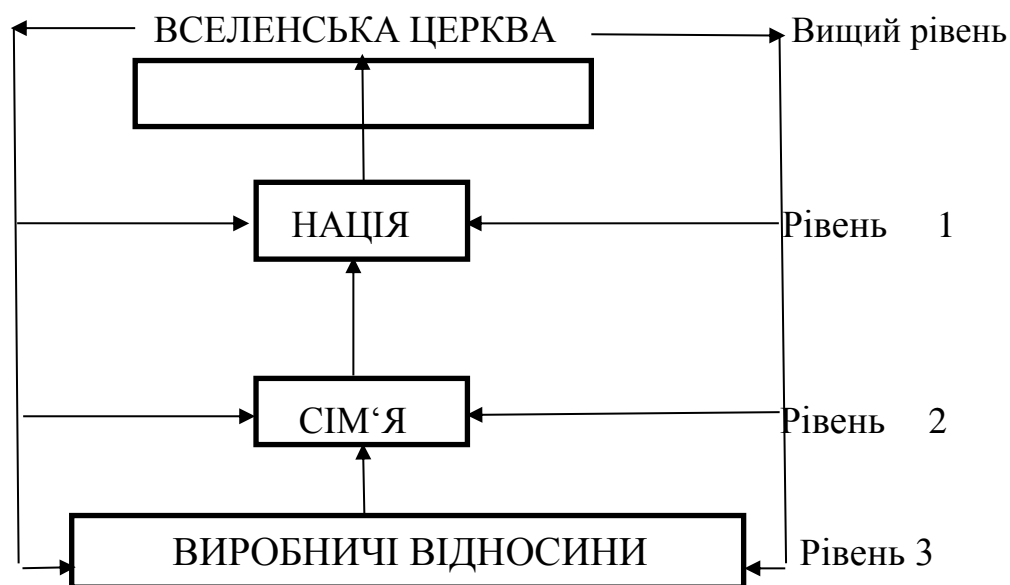 ВСЕЛЕНСЬКА ЦЕРКВА Вищий рівень
НАЦІЯ Рівень 1
СІМ‘Я Рівень 2
ВИРОБНИЧІ ВІДНОСИНИ Рівень 3